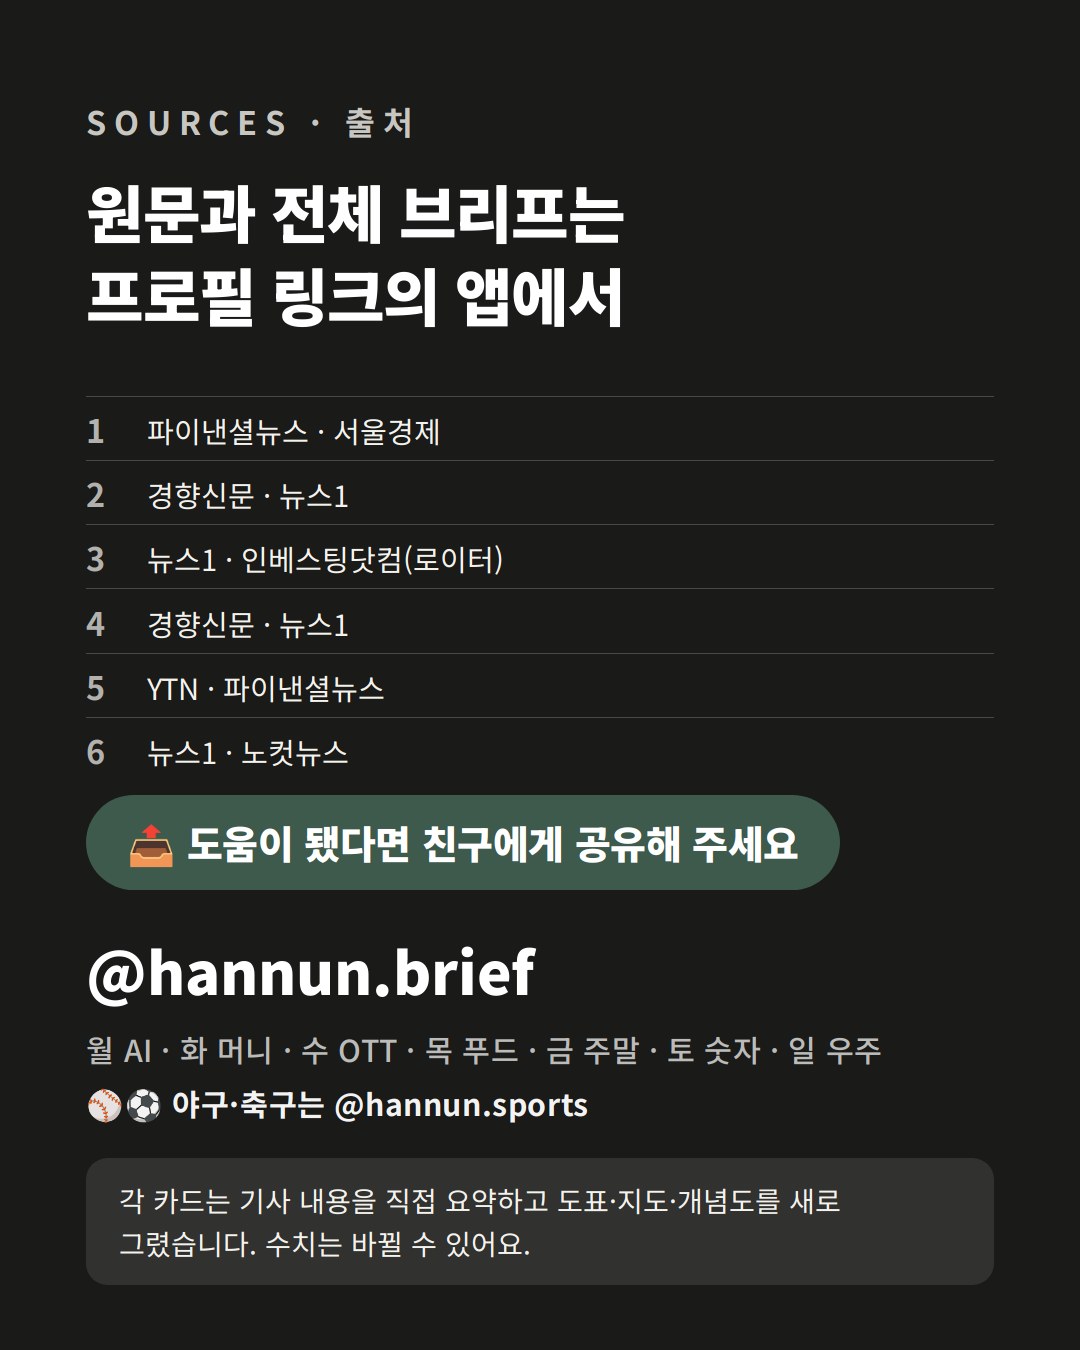 SOURCES · 출처
원문과 전체 브리프는
프로필 링크의 앱에서
1 파이낸셜뉴스 · 서울경제
2 경향신문 · 뉴스1
3 뉴스1 · 인베스팅닷컴(로이터)
4 경향신문 · 뉴스1
5 YTN · 파이낸셜뉴스
6 뉴스1 · 노컷뉴스
📤 도움이 됐다면 친구에게 공유해 주세요
@hannun.brief
월 AI · 화 머니 · 수 OTT · 목 푸드 · 금 주말 · 토 숫자 · 일 우주
⚾⚽ 야구·축구는 @hannun.sports
각 카드는 기사 내용을 직접 요약하고 도표·지도·개념도를 새로
그렸습니다. 수치는 바뀔 수 있어요.